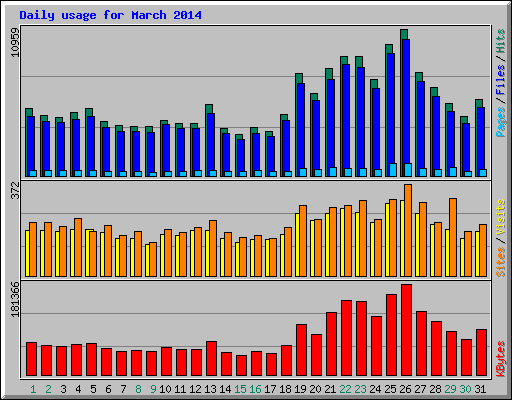 Daily usage for March 2014
10959
Pages / Files / Hits
372
Sites / Visits
181366
KBytes
1 2 3 4 5 6 7 8 9 10 11 12 13 14 15 16 17 18 19 20 21 22 23 24 25 26 27 28 29 30 31